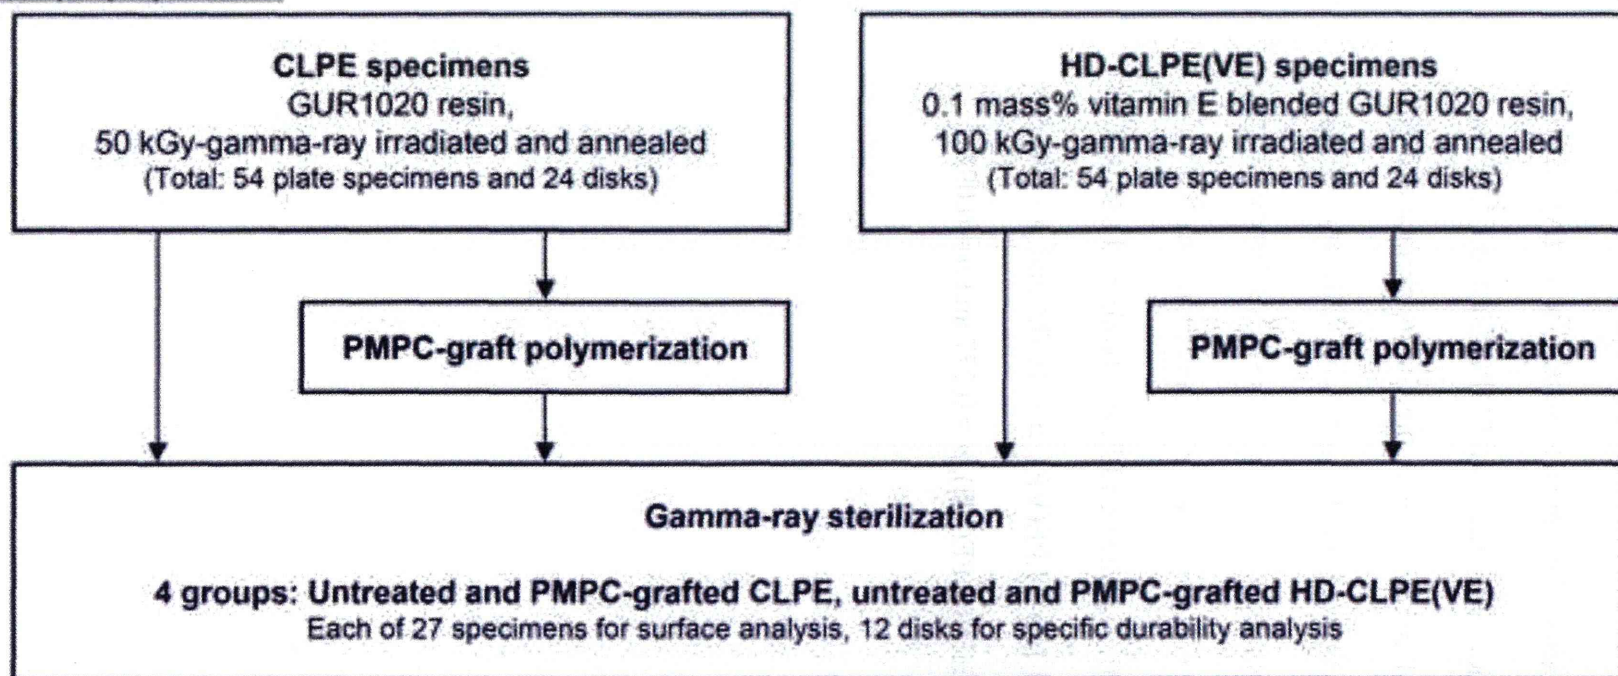 CLPE specimens
GUR1020 resin,
50 kGy-gamma-ray irradiated and annealed
(Total: 54 plate specimens and 24 disks)
HD-CLPE(VE) specimens
0.1 mass% vitamin E blended GUR1020 resin,
100 kGy-gamma-ray irradiated and annealed
(Total: 54 plate specimens and 24 disks)
PMPC-graft polymerization
PMPC-graft polymerization
Gamma-ray sterilization
4 groups: Untreated and PMPC-grafted CLPE, untreated and PMPC-grafted HD-CLPE(VE)
Each of 27 specimens for surface analysis, 12 disks for specific durability analysis